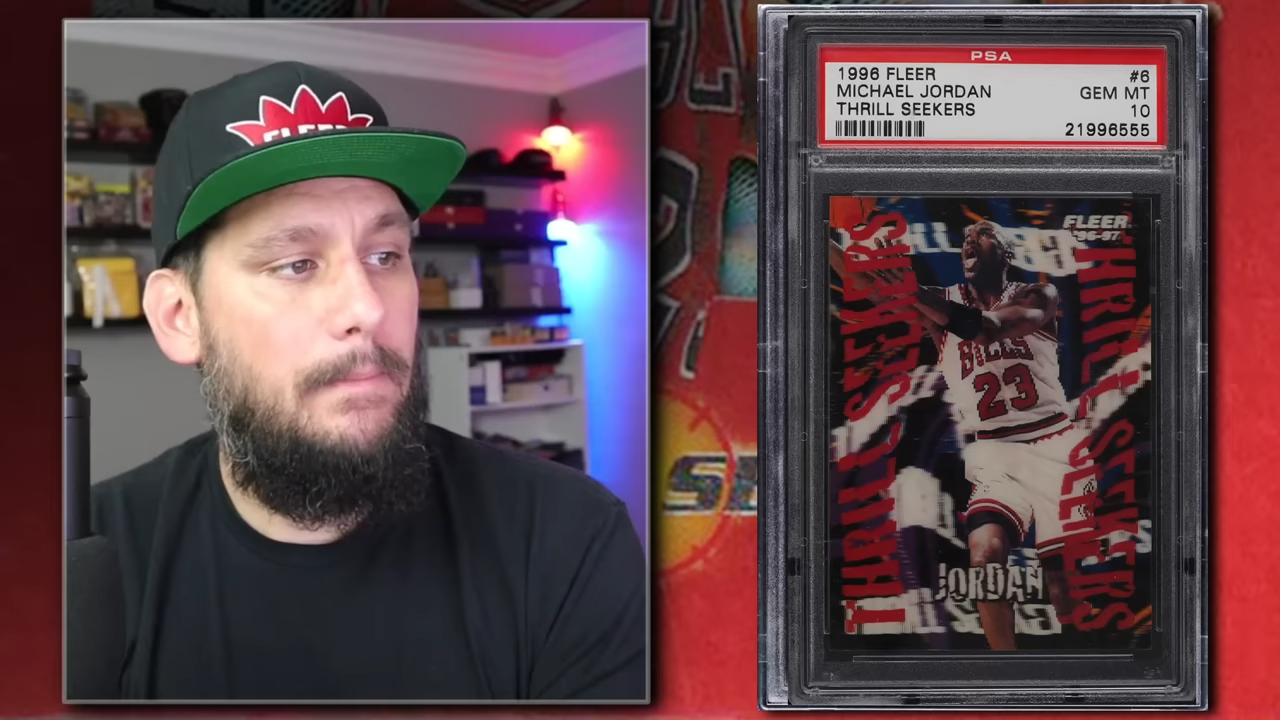 FLEER
PSA
1996 FLEER #6
MICHAEL JORDAN GEM MT
THRILL SEEKERS 10
21996555
FLEER
'96-97
THRILL SEEKERS
THRILL SEEKERS
BULLS
23
JORDAN